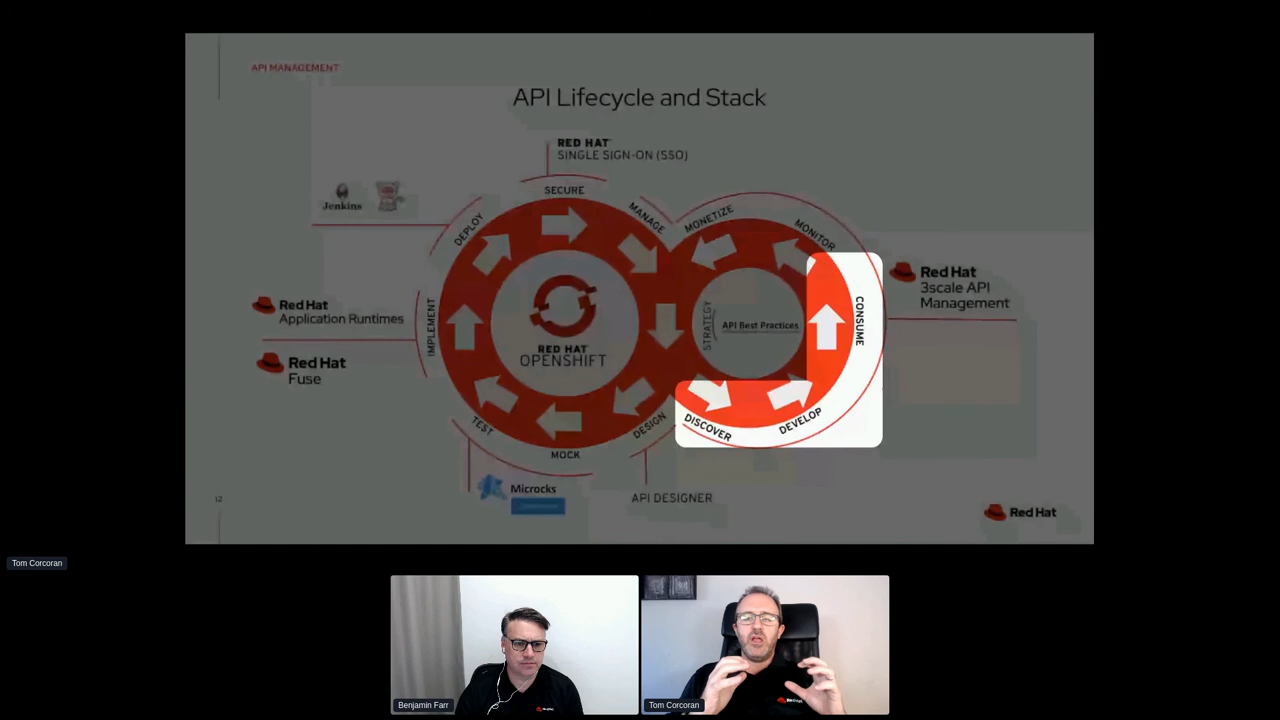 API MANAGEMENT
API Lifecycle and Stack
RED HAT
SINGLE SIGN-ON (SSO)
Jenkins
SECURE
DEPLOY
MANAGE
MONETIZE
MONITOR
Red Hat
Application Runtimes
Red Hat
Fuse
IMPLEMENT
RED HAT
OPENSHIFT
STRATEGY
API Best Practices
CONSUME
Red Hat
3scale API
Management
TEST
MOCK
DESIGN
DISCOVER
DEVELOP
Microcks
API DESIGNER
12
Red Hat
Tom Corcoran
Benjamin Farr
Tom Corcoran